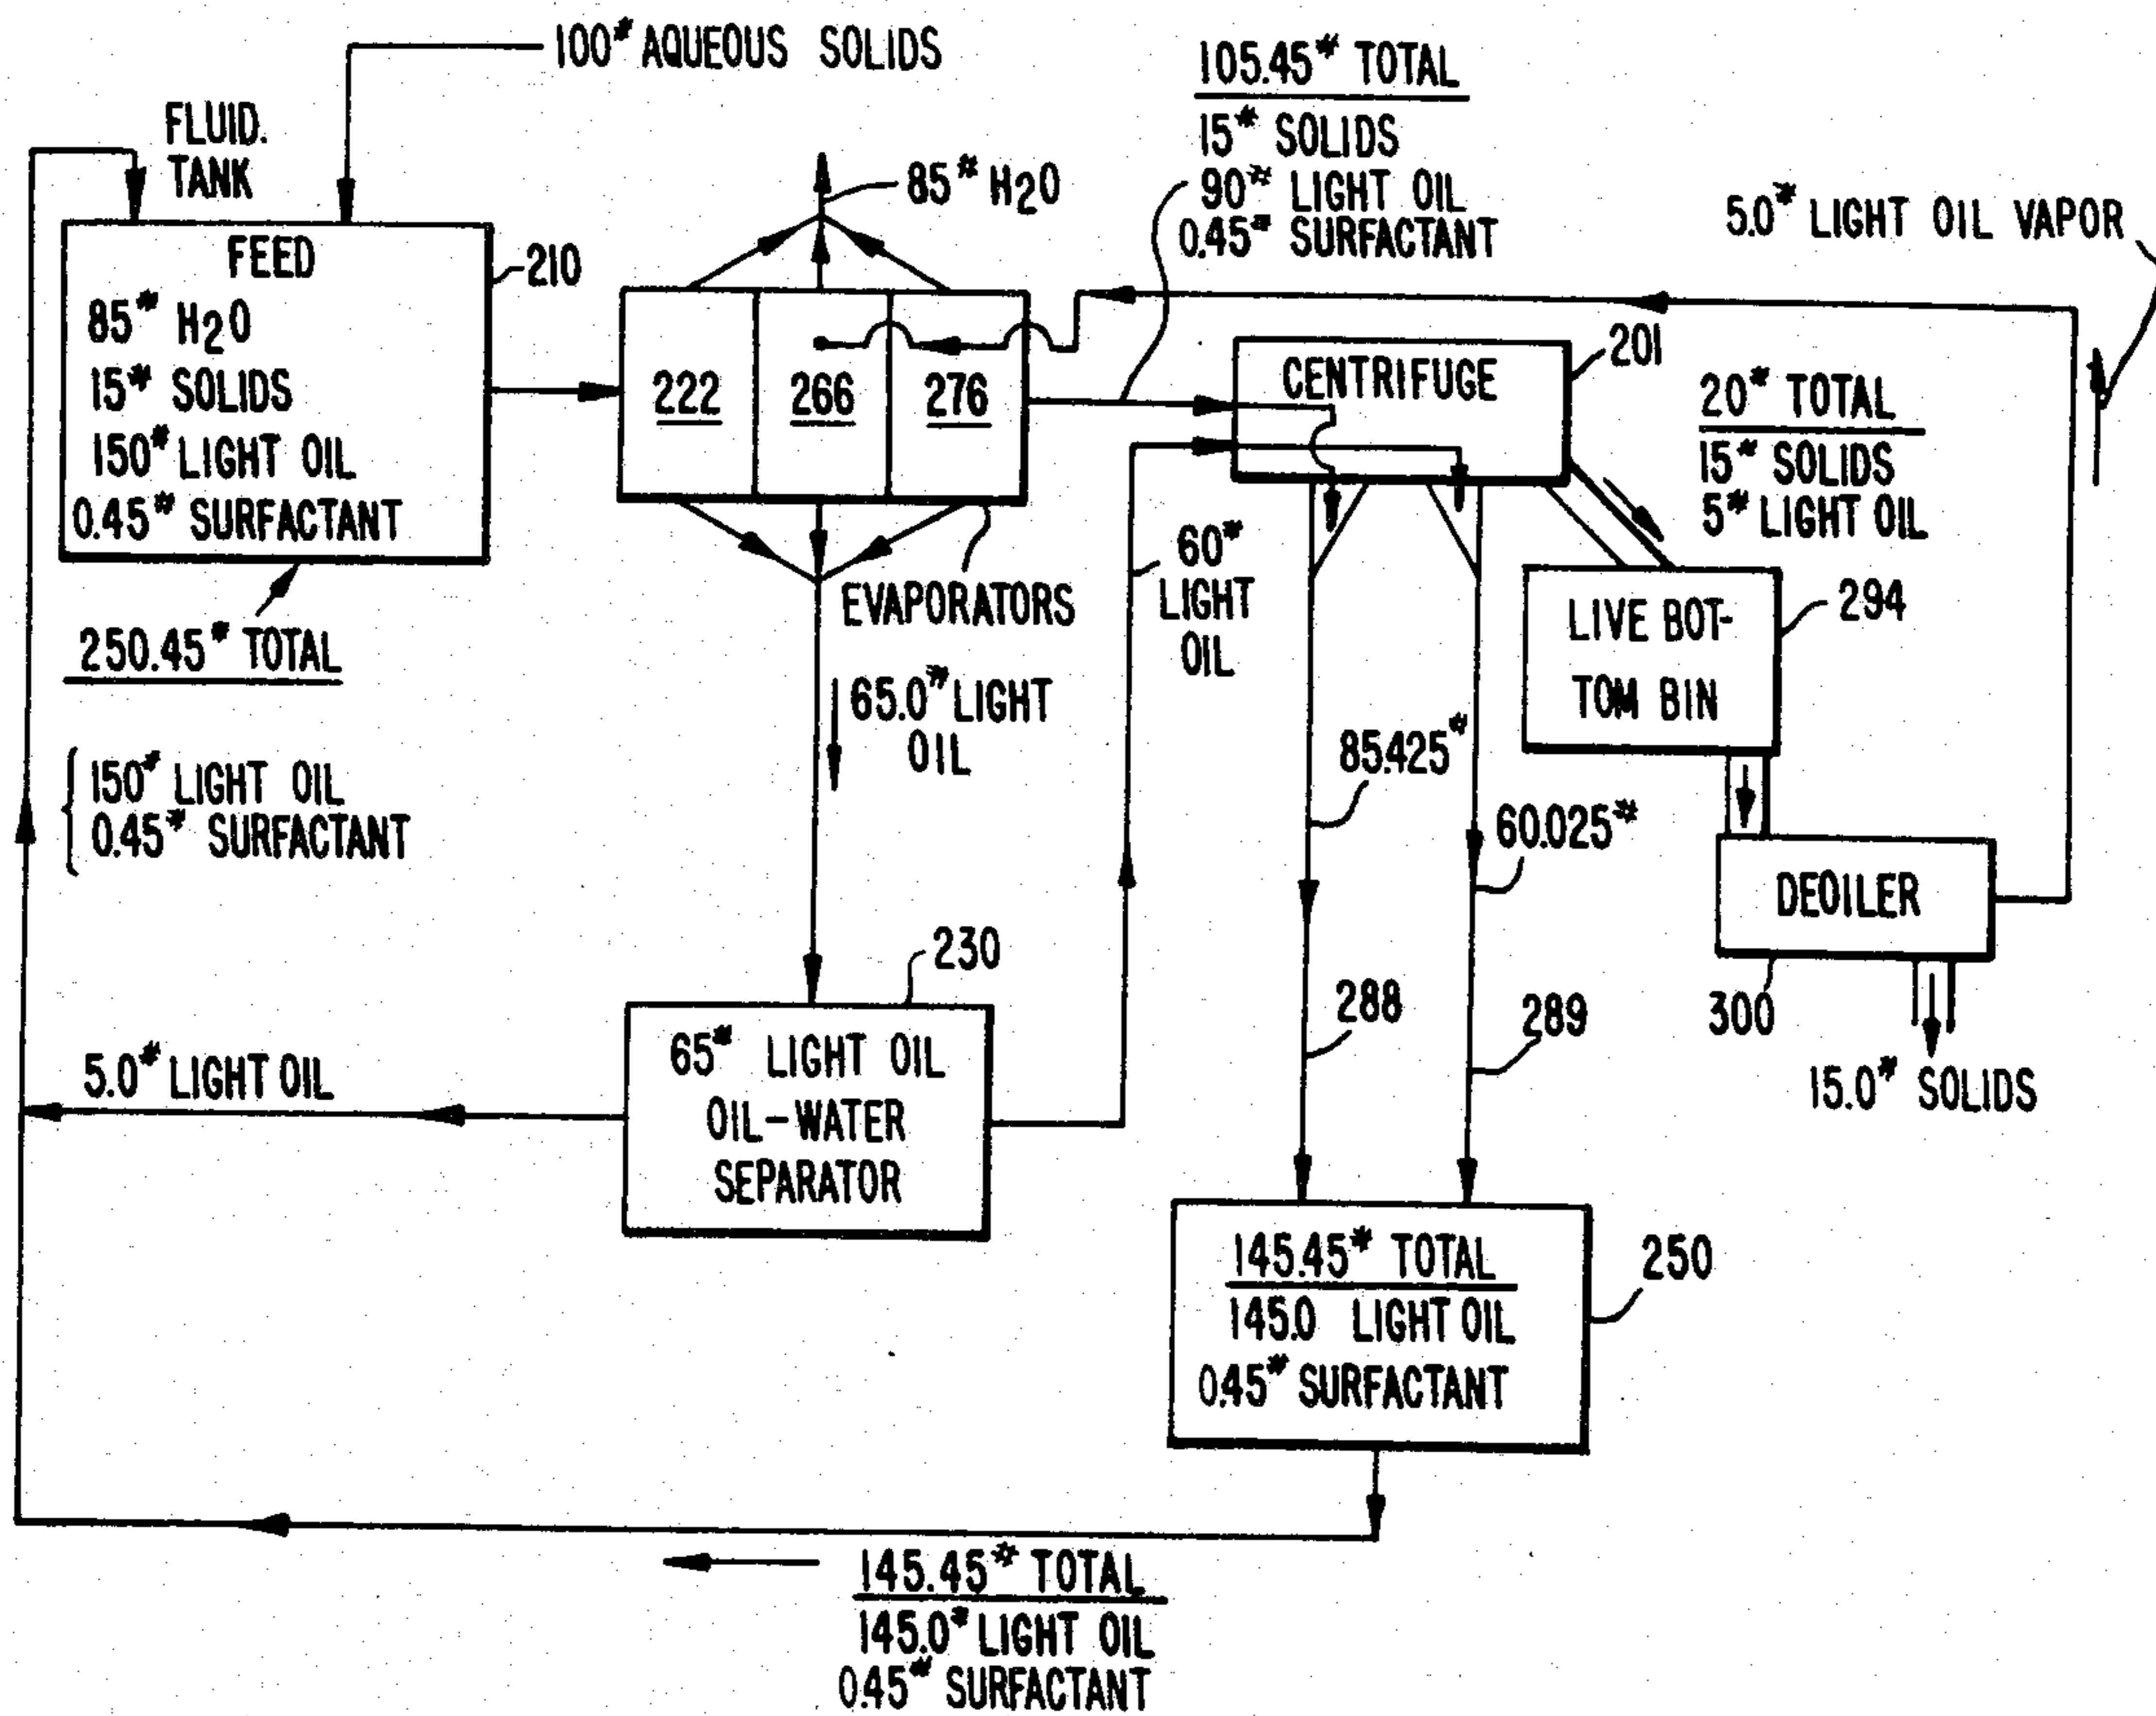 100# AQUEOUS SOLIDS
FLUID.
TANK
FEED
85# H2O
15# SOLIDS
150# LIGHT OIL
0.45# SURFACTANT
210
250.45# TOTAL
85# H2O
222
266
276
EVAPORATORS
105.45# TOTAL
15# SOLIDS
90# LIGHT OIL
0.45# SURFACTANT
5.0# LIGHT OIL VAPOR
CENTRIFUGE
201
20# TOTAL
15# SOLIDS
5# LIGHT OIL
60#
LIGHT
OIL
LIVE BOT-
TOM BIN
294
65.0# LIGHT
OIL
85.425#
60.025#
150# LIGHT OIL
0.45# SURFACTANT
DEOILER
300
15.0# SOLIDS
230
288
289
5.0# LIGHT OIL
65# LIGHT OIL
OIL-WATER
SEPARATOR
145.45# TOTAL
145.0 LIGHT OIL
0.45# SURFACTANT
250
145.45# TOTAL
145.0# LIGHT OIL
0.45# SURFACTANT